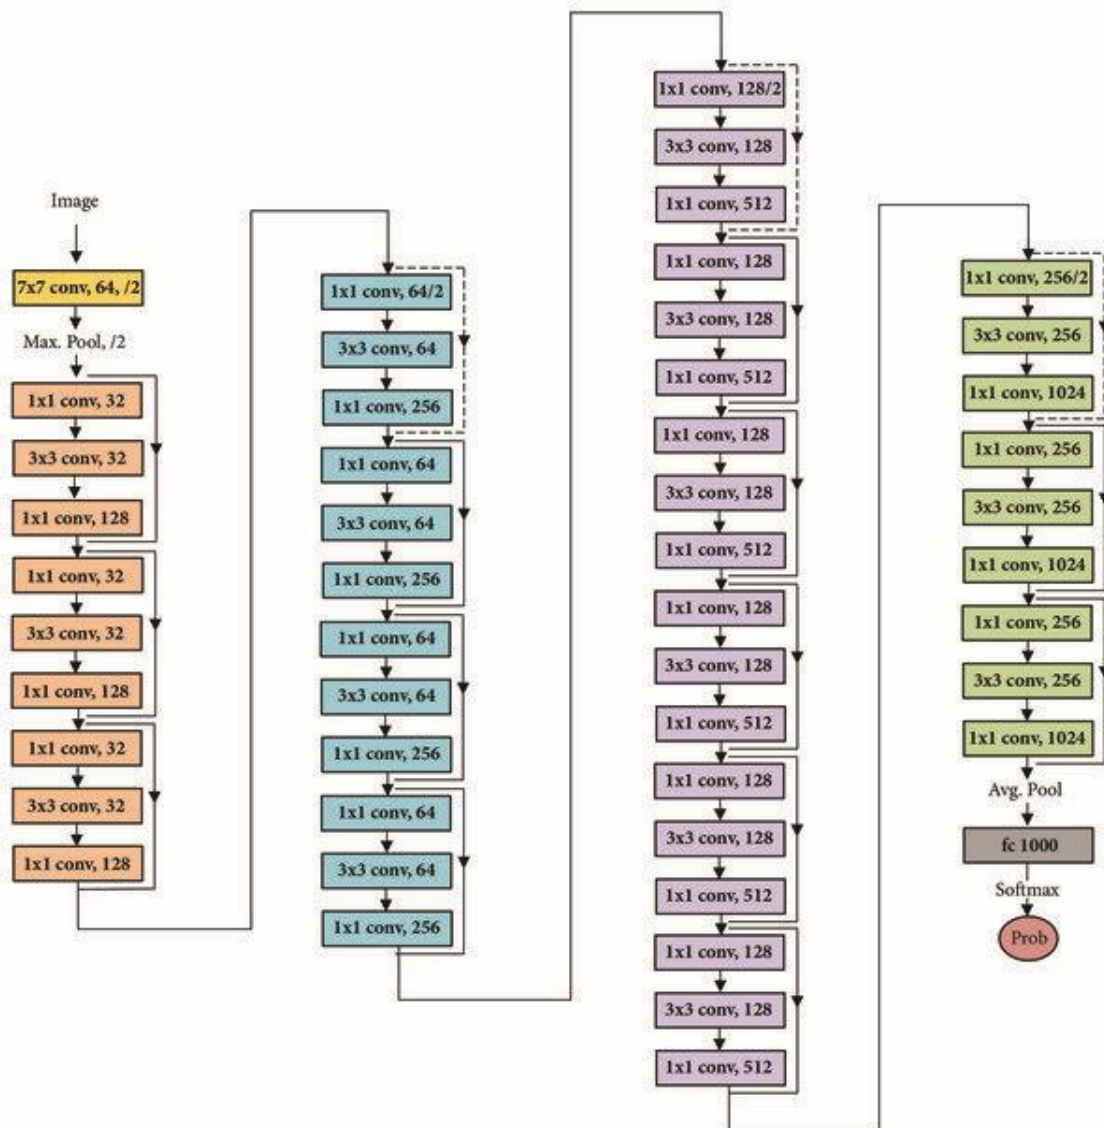 Image
7x7 conv, 64, /2
Max. Pool, /2
1x1 conv, 32
3x3 conv, 32
1x1 conv, 128
1x1 conv, 32
3x3 conv, 32
1x1 conv, 128
1x1 conv, 32
3x3 conv, 32
1x1 conv, 128
1x1 conv, 64/2
3x3 conv, 64
1x1 conv, 256
1x1 conv, 64
3x3 conv, 64
1x1 conv, 256
1x1 conv, 64
3x3 conv, 64
1x1 conv, 256
1x1 conv, 64
3x3 conv, 64
1x1 conv, 256
1x1 conv, 128/2
3x3 conv, 128
1x1 conv, 512
1x1 conv, 128
3x3 conv, 128
1x1 conv, 512
1x1 conv, 128
3x3 conv, 128
1x1 conv, 512
1x1 conv, 128
3x3 conv, 128
1x1 conv, 512
1x1 conv, 128
3x3 conv, 128
1x1 conv, 512
1x1 conv, 128
3x3 conv, 128
1x1 conv, 512
1x1 conv, 256/2
3x3 conv, 256
1x1 conv, 1024
1x1 conv, 256
3x3 conv, 256
1x1 conv, 1024
1x1 conv, 256
3x3 conv, 256
1x1 conv, 1024
Avg. Pool
fc 1000
Softmax
Prob